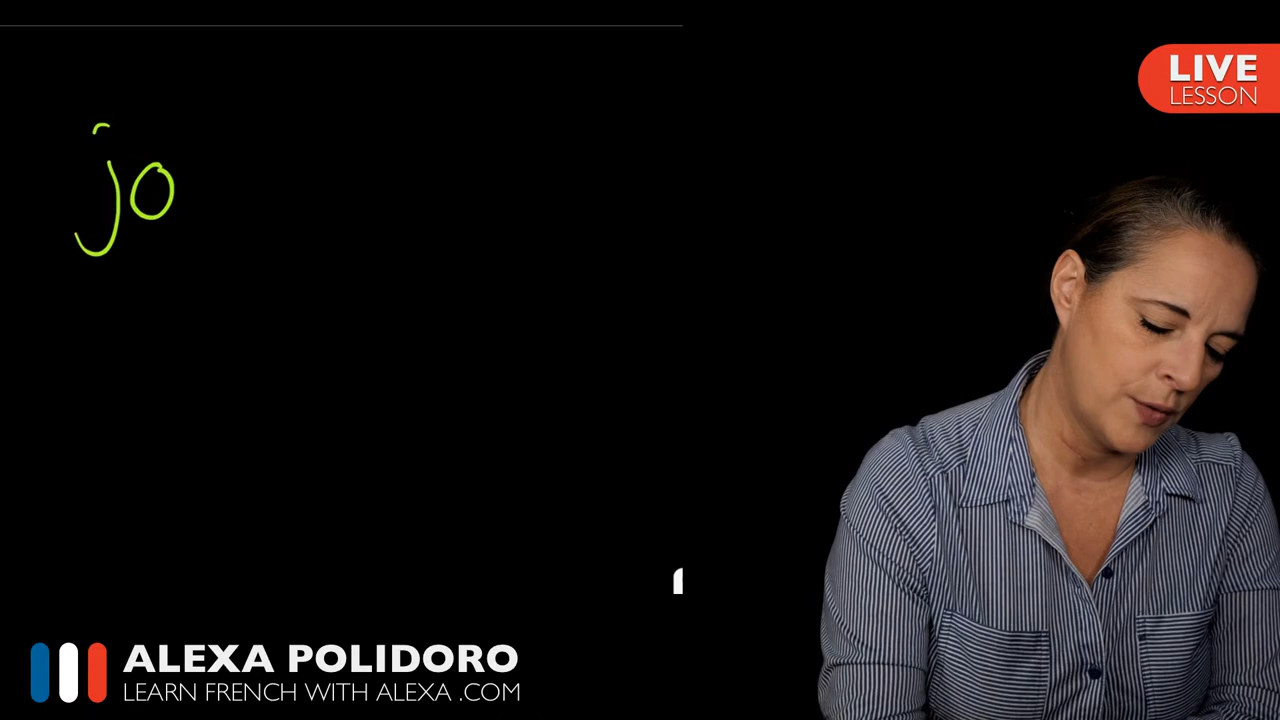 LIVE
LESSON
jo
ALEXA POLIDORO
LEARN FRENCH WITH ALEXA .COM